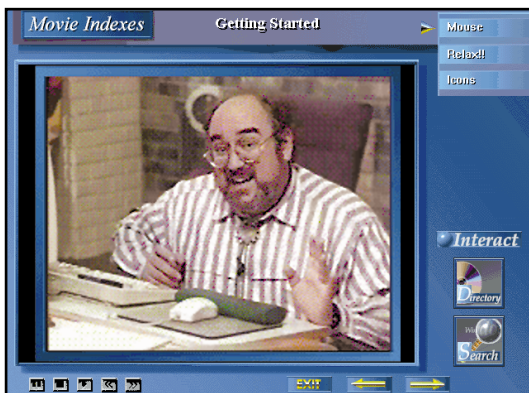 Movie Indexes
Getting Started
Mouse
Relax!!
Icons
Interact
Directory
Search
EXIT